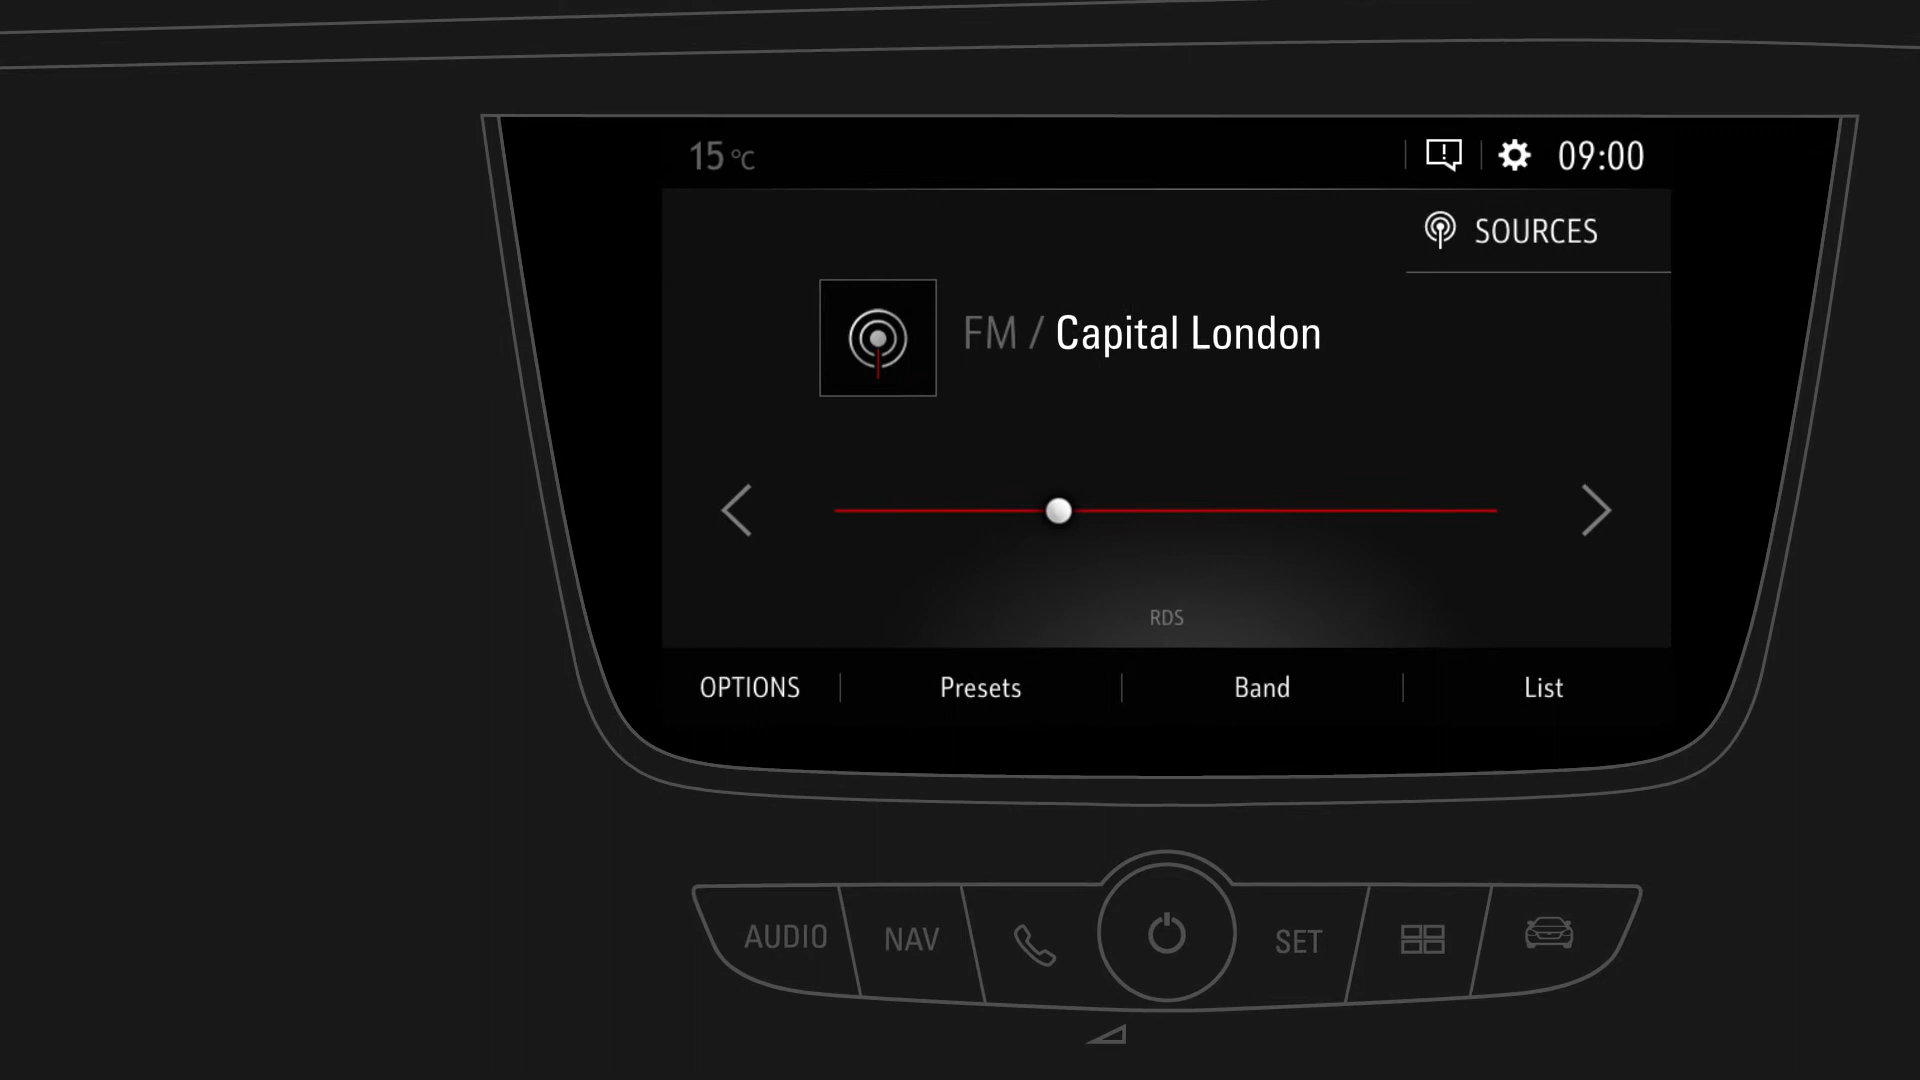 15 °C
09:00
SOURCES
FM / Capital London
RDS
OPTIONS
Presets
Band
List
AUDIO
NAV
SET